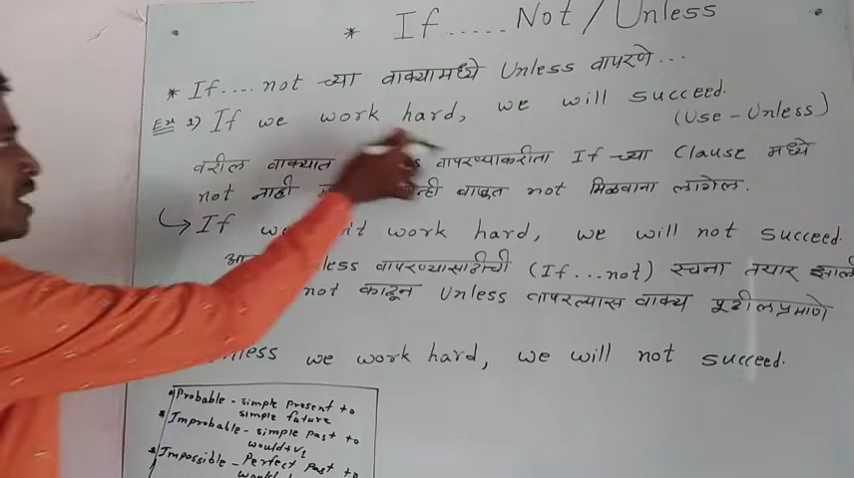 * If.....Not/Unless
* If....not च्या वाक्यामध्ये Unless वापरणे...
Ex 1) If we work hard, we will succeed.
(Use-Unless)
वरील वाक्यात वापरण्याकरीता If च्या Clause मध्ये
not नाही not मिळवाना लागेल.
If work hard, we will not succeed.
वापरण्यासाठीची (If...not) रचना तयार झाली
not काढून Unless वापरल्यास वाक्य पूढीलप्रमाणे
we work hard, we will not succeed.
Probable - simple present to
simple future
* Improbable - simple past to
would+V1
* Impossible - Perfect Past to